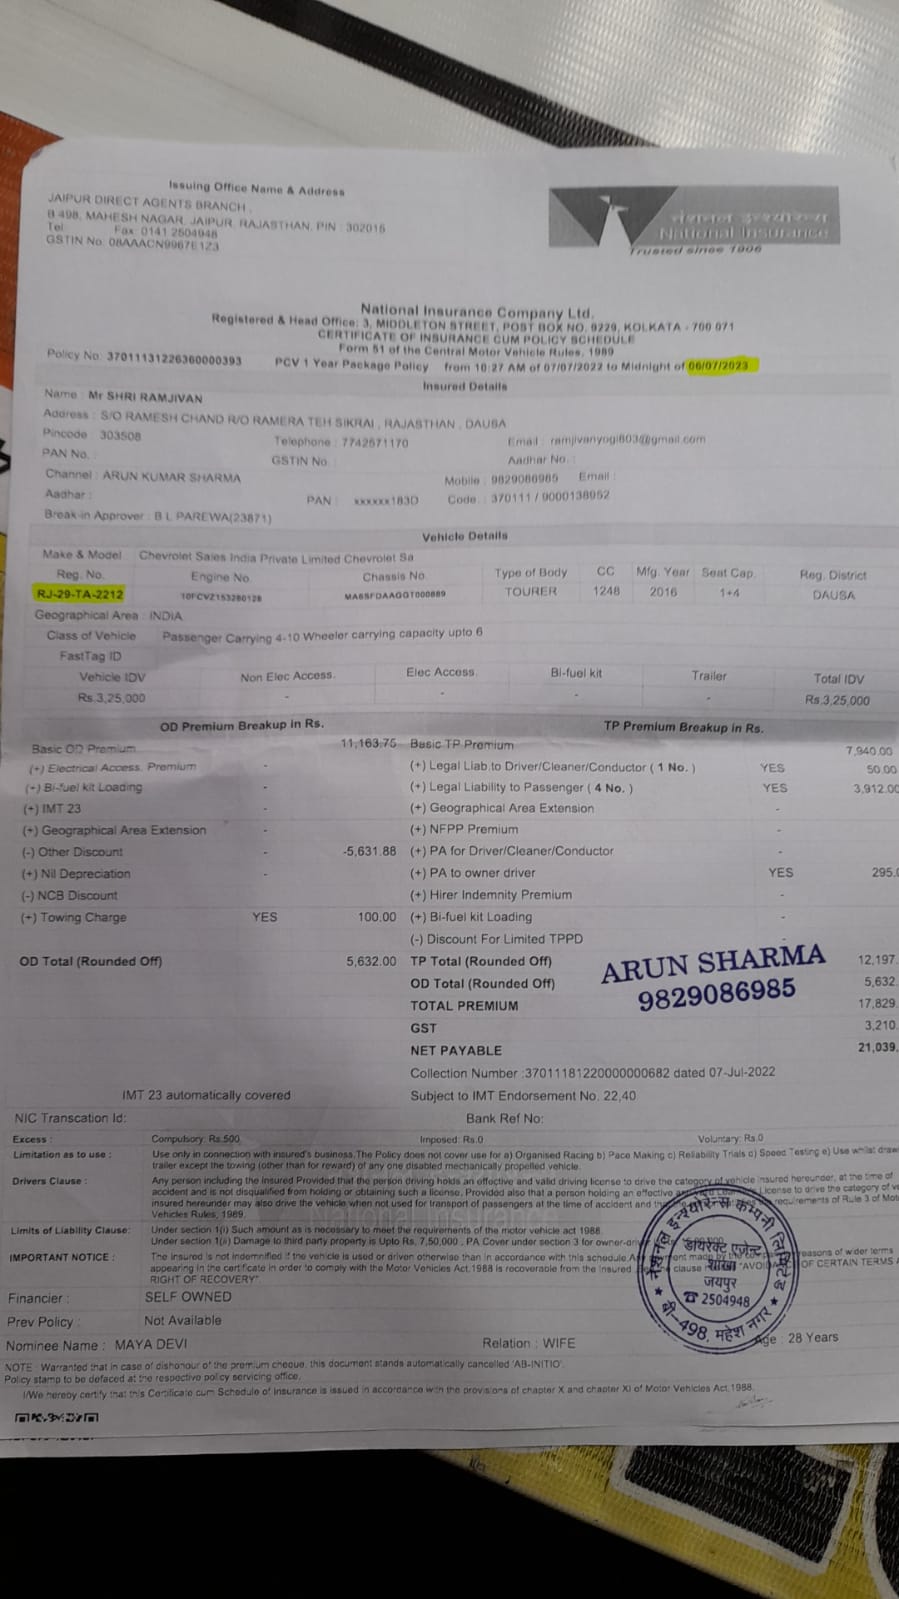 Issuing Office Name & Address
JAIPUR DIRECT AGENTS BRANCH ,
B 498, MAHESH NAGAR, JAIPUR, RAJASTHAN, PIN : 302015
Tel Fax: 0141 2504948
GSTIN No: 08AAACN9967E1Z3
नेशनल इन्श्योरेन्स
National Insurance
Trusted since 1906
National Insurance Company Ltd.
Registered & Head Office: 3, MIDDLETON STREET, POST BOX NO. 9229, KOLKATA - 700 071
CERTIFICATE OF INSURANCE CUM POLICY SCHEDULE
Form 51 of the Central Motor Vehicle Rules, 1989
Policy No. 37011131226360000393 PCV 1 Year Package Policy from 10:27 AM of 07/07/2022 to Midnight of 06/07/2023
Insured Details
Name : Mr SHRI RAMJIVAN
Address : S/O RAMESH CHAND R/O RAMERA TEH SIKRAI , RAJASTHAN , DAUSA
Pincode : 303508 Telephone : 7742671170 Email : ramjivanyogi603@gmail.com
PAN No. : GSTIN No. Aadhar No. :
Channel : ARUN KUMAR SHARMA Mobile : 9829086985 Email :
Aadhar : PAN : xxxxxx183D Code : 370111 / 9000138952
Break-in Approver : B L PAREWA(23871)
Vehicle Details
Make & Model Chevrolet Sales India Private Limited Chevrolet Sa
Reg. No. Engine No. Chassis No. Type of Body CC Mfg. Year Seat Cap. Reg. District
RJ-29-TA-2212 TOURER 1248 2016 1+4 DAUSA
Geographical Area : INDIA
Class of Vehicle Passenger Carrying 4-10 Wheeler carrying capacity upto 6
FastTag ID
Vehicle IDV Non Elec Access. Elec Access. Bi-fuel kit Trailer Total IDV
Rs.3,25,000 - - - - Rs.3,25,000
OD Premium Breakup in Rs. TP Premium Breakup in Rs.
Basic OD Premium 11,163.75 Basic TP Premium 7,940.00
(+) Electrical Access. Premium - (+) Legal Liab to Driver/Cleaner/Conductor ( 1 No. ) YES 50.00
(+) Bi-fuel kit Loading - (+) Legal Liability to Passenger ( 4 No. ) YES 3,912.00
(+) IMT 23 - (+) Geographical Area Extension -
(+) Geographical Area Extension - (+) NFPP Premium -
(-) Other Discount - -5,631.88 (+) PA for Driver/Cleaner/Conductor -
(+) Nil Depreciation - (+) PA to owner driver YES 295.0
(-) NCB Discount (+) Hirer Indemnity Premium -
(+) Towing Charge YES 100.00 (+) Bi-fuel kit Loading -
(-) Discount For Limited TPPD -
OD Total (Rounded Off) 5,632.00 TP Total (Rounded Off) 12,197.
OD Total (Rounded Off) 5,632.
TOTAL PREMIUM 17,829.
GST 3,210.
NET PAYABLE 21,039.
ARUN SHARMA
9829086985
Collection Number :37011181220000000682 dated 07-Jul-2022
IMT 23 automatically covered Subject to IMT Endorsement No. 22,40
NIC Transcation Id: Bank Ref No:
Excess : Compulsory: Rs.500 Imposed: Rs.0 Voluntary: Rs.0
Limitation as to use : Use only in connection with insured's business.The Policy does not cover use for a) Organised Racing b) Pace Making c) Reliability Trials d) Speed Testing e) Use whilst draw
trailer except the towing (other than for reward) of any one disabled mechanically propelled vehicle.
Drivers Clause : Any person including the insured Provided that the person driving holds an effective and valid driving license to drive the category of vehicle insured hereunder, at the time of
accident and is not disqualified from holding or obtaining such a license. Provided also that a person holding an effective and License to drive the category of ve
insured hereunder may also drive the vehicle when not used for transport of passengers at the time of accident and requirements of Rule 3 of Mot
Vehicles Rules, 1989.
Limits of Liability Clause: Under section 1(i) Such amount as is necessary to meet the requirements of the motor vehicle act 1988.
Under section 1(ii) Damage to third party property is Upto Rs. 7,50,000 , PA Cover under section 3 for owner-driv
IMPORTANT NOTICE : The Insured is not indemnified if the vehicle is used or driven otherwise than in accordance with this schedule. payment made by the reasons of wider terms
appearing in the certificate in order to comply with the Motor Vehicles Act,1988 is recoverable from the Insured. clause "AVOIDA OF CERTAIN TERMS A
RIGHT OF RECOVERY".
Financier : SELF OWNED
Prev Policy : Not Available
Nominee Name : MAYA DEVI Relation : WIFE Age : 28 Years
नेशनल इन्श्योरेन्स कम्पनी लिमिटेड
डायरेक्ट एजेन्ट
शाखा
जयपुर
☎ 2504948
★ बी-498, महेश नगर ★
NOTE : Warranted that in case of dishonour of the premium cheque, this document stands automatically cancelled 'AB-INITIO'.
Policy stamp to be defaced at the respective policy servicing office.
I/We hereby certify that this Certificate cum Schedule of Insurance is issued in accordance with the provisions of chapter X and chapter XI of Motor Vehicles Act,1988.